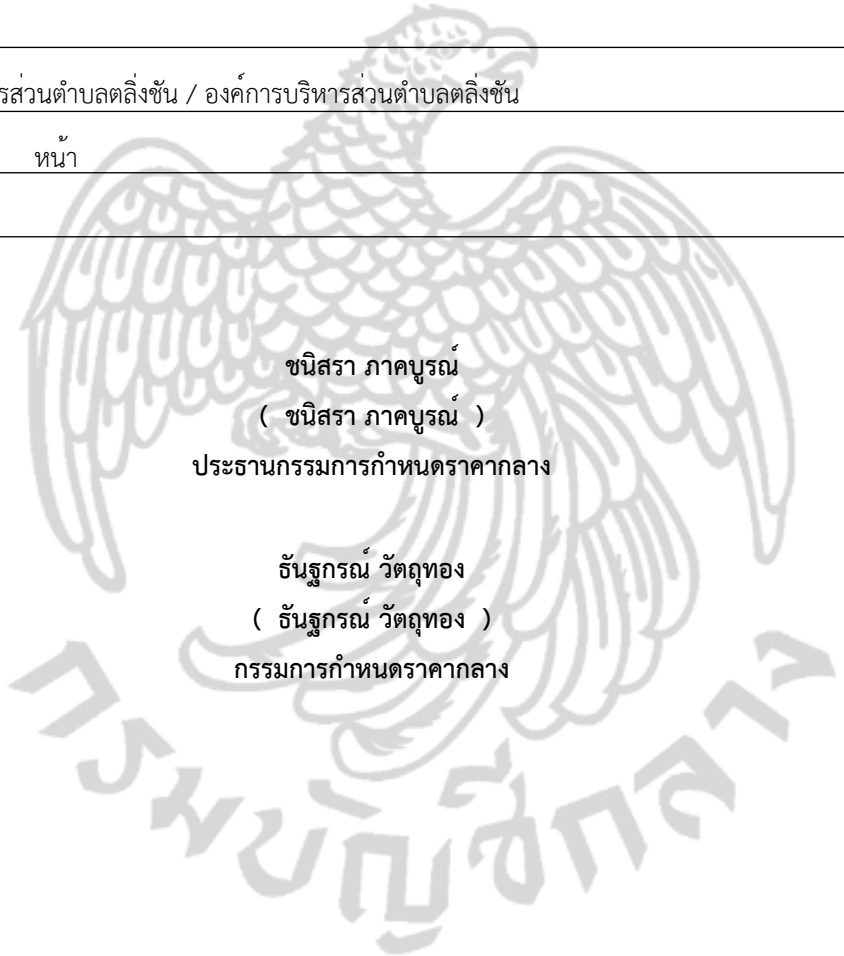 รส่วนตำบลตลิ่งชัน / องค์การบริหารส่วนตำบลตลิ่งชัน
หน้า
ชนิสรา ภาคบูรณ์
( ชนิสรา ภาคบูรณ์ )
ประธานกรรมการกำหนดราคากลาง
ธันฐกรณ์ วัตถุทอง
( ธันฐกรณ์ วัตถุทอง )
กรรมการกำหนดราคากลาง
กรมบัญชีกลาง